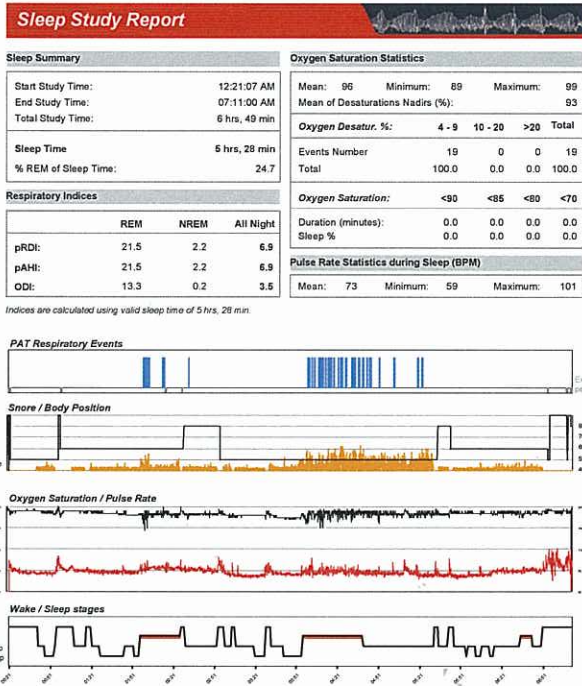 Sleep Study Report
Sleep Summary
Start Study Time: 12:21:07 AM
End Study Time: 07:11:00 AM
Total Study Time: 6 hrs, 49 min
Sleep Time 5 hrs, 28 min
% REM of Sleep Time: 24.7
Respiratory Indices
REM NREM All Night
pRDI: 21.5 2.2 6.9
pAHI: 21.5 2.2 6.9
ODI: 13.3 0.2 3.5
Indices are calculated using valid sleep time of 5 hrs, 28 min.
Oxygen Saturation Statistics
Mean: 96 Minimum: 89 Maximum: 99
Mean of Desaturations Nadirs (%): 93
Oxygen Desatur. %: 4 - 9 10 - 20 >20 Total
Events Number 19 0 0 19
Total 100.0 0.0 0.0 100.0
Oxygen Saturation: <90 <85 <80 <70
Duration (minutes): 0.0 0.0 0.0 0.0
Sleep % 0.0 0.0 0.0 0.0
Pulse Rate Statistics during Sleep (BPM)
Mean: 73 Minimum: 59 Maximum: 101
PAT Respiratory Events
Snore / Body Position
Oxygen Saturation / Pulse Rate
Wake / Sleep stages